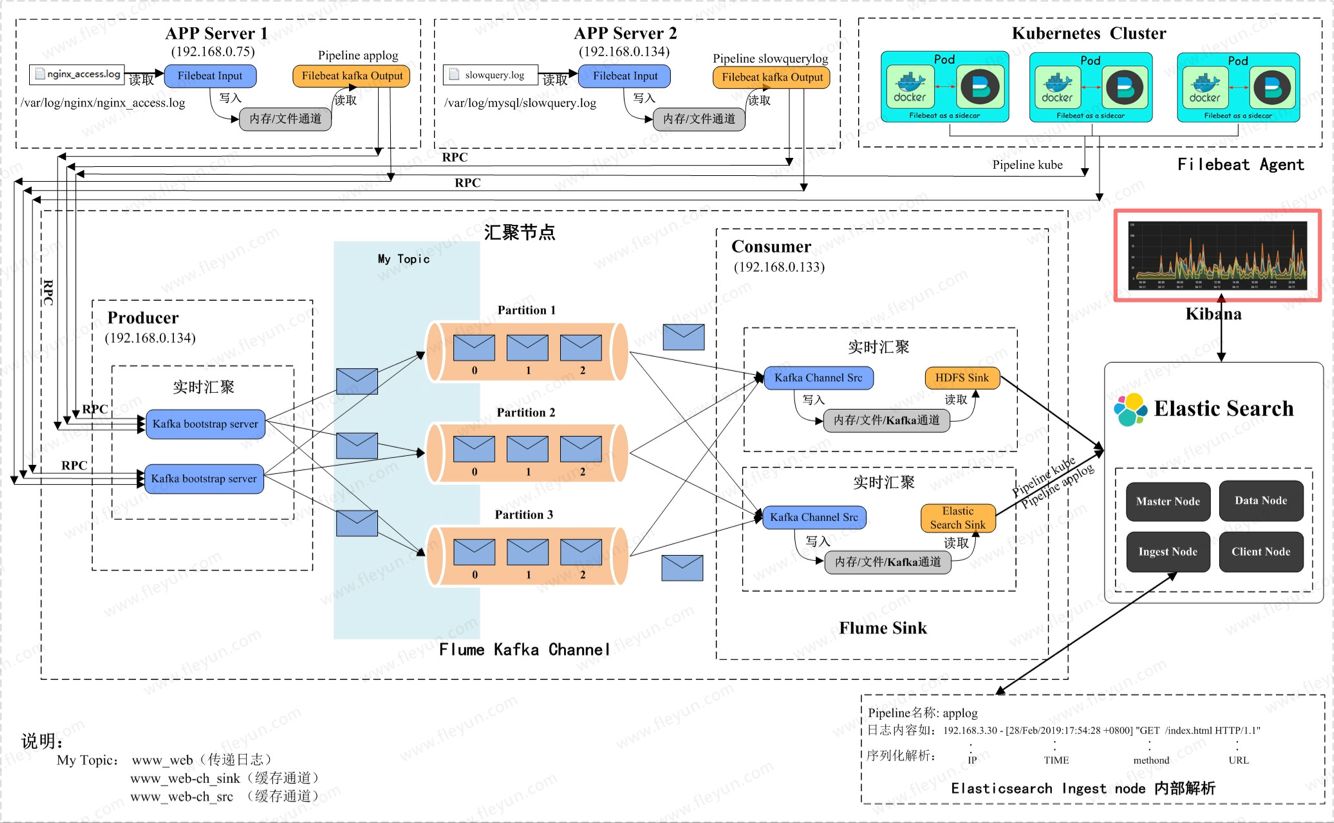 APP Server 1
(192.168.0.75)
Pipeline applog
nginx_access.log
读取
Filebeat Input
Filebeat kafka Output
写入
读取
/var/log/nginx/nginx_access.log
内存/文件通道
APP Server 2
(192.168.0.134)
Pipeline slowquerylog
slowquery.log
读取
Filebeat Input
Filebeat kafka Output
写入
读取
/var/log/mysql/slowquery.log
内存/文件通道
Kubernetes Cluster
Pod
docker
Filebeat as a sidecar
Pod
docker
Filebeat as a sidecar
Pod
docker
Filebeat as a sidecar
RPC
Pipeline kube
Filebeat Agent
RPC
RPC
汇聚节点
My Topic
Producer
(192.168.0.134)
实时汇聚
RPC
Kafka bootstrap server
RPC
Kafka bootstrap server
Partition 1
0 1 2
Partition 2
0 1 2
Partition 3
0 1 2
Flume Kafka Channel
Consumer
(192.168.0.133)
实时汇聚
Kafka Channel Src
HDFS Sink
写入
读取
内存/文件/Kafka通道
实时汇聚
Kafka Channel Src
Elastic
Search Sink
写入
读取
内存/文件/Kafka通道
Flume Sink
Pipeline kube
Pipeline applog
Kibana
Elastic Search
Master Node
Data Node
Ingest Node
Client Node
Pipeline名称: applog
日志内容如: 192.168.3.30 - [28/Feb/2019:17:54:28 +0800] "GET /index.html HTTP/1.1"
序列化解析:
IP TIME methond URL
Elasticsearch Ingest node 内部解析
说明:
My Topic: www_web（传递日志）
www_web-ch_sink（缓存通道）
www_web-ch_src （缓存通道）
www.fleyun.com